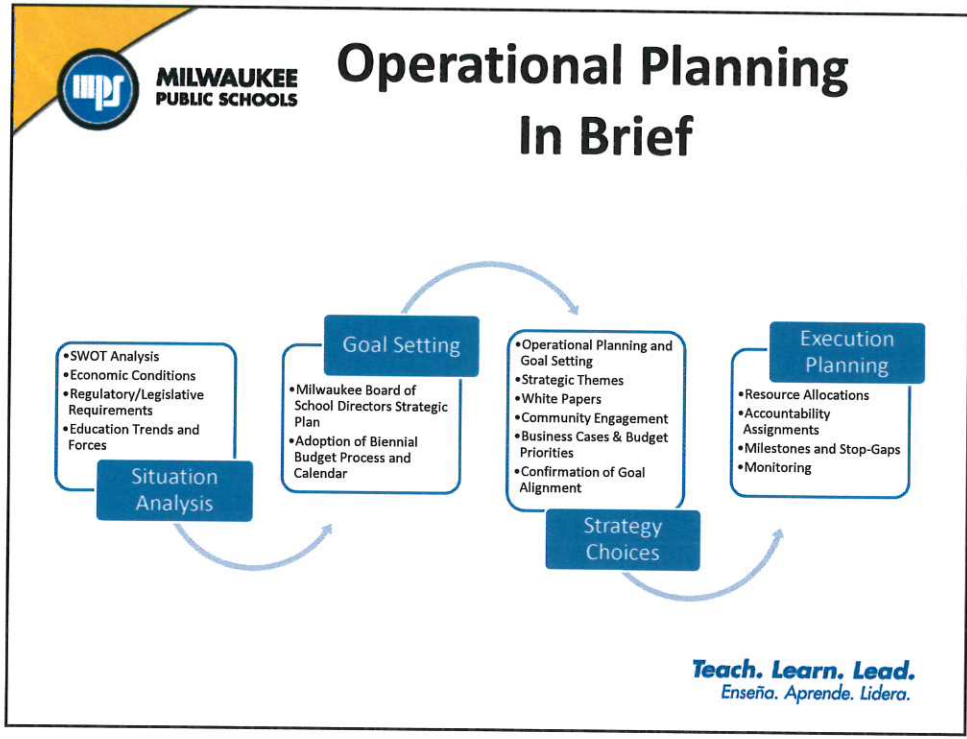 mps
MILWAUKEE
PUBLIC SCHOOLS
Operational Planning
In Brief
•SWOT Analysis
•Economic Conditions
•Regulatory/Legislative
Requirements
•Education Trends and
Forces
Situation
Analysis
Goal Setting
•Milwaukee Board of
School Directors Strategic
Plan
•Adoption of Biennial
Budget Process and
Calendar
•Operational Planning and
Goal Setting
•Strategic Themes
•White Papers
•Community Engagement
•Business Cases & Budget
Priorities
•Confirmation of Goal
Alignment
Strategy
Choices
Execution
Planning
•Resource Allocations
•Accountability
Assignments
•Milestones and Stop-Gaps
•Monitoring
Teach. Learn. Lead.
Enseña. Aprende. Lidera.